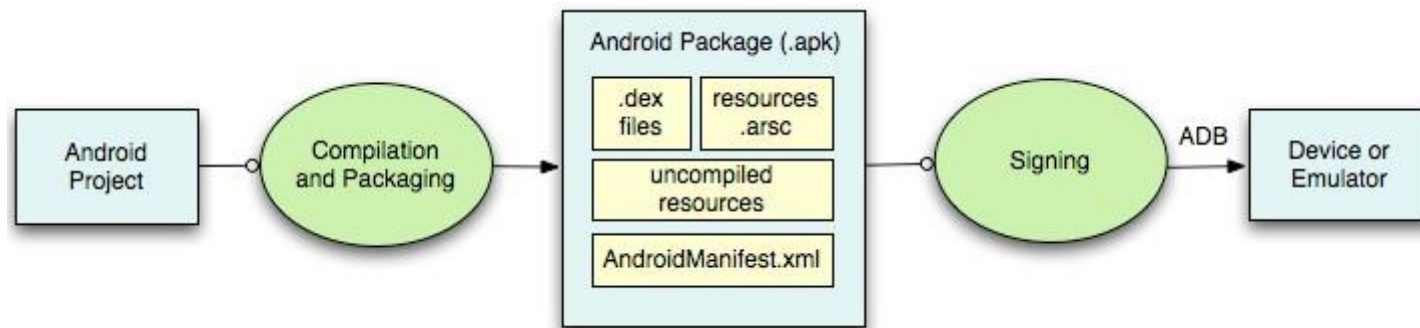 Android
Project
Compilation
and Packaging
Android Package (.apk)
.dex
files
resources
.arsc
uncompiled
resources
AndroidManifest.xml
Signing
ADB
Device or
Emulator